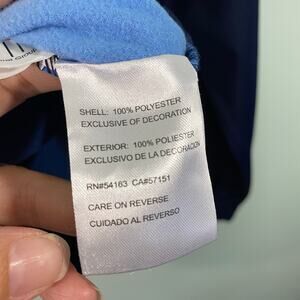 SHELL: 100% POLYESTER
EXCLUSIVE OF DECORATION
EXTERIOR: 100% POLIESTER
EXCLUSIVO DE LA DECORACION
RN#54163 CA#57151
CARE ON REVERSE
CUIDADO AL REVERSO